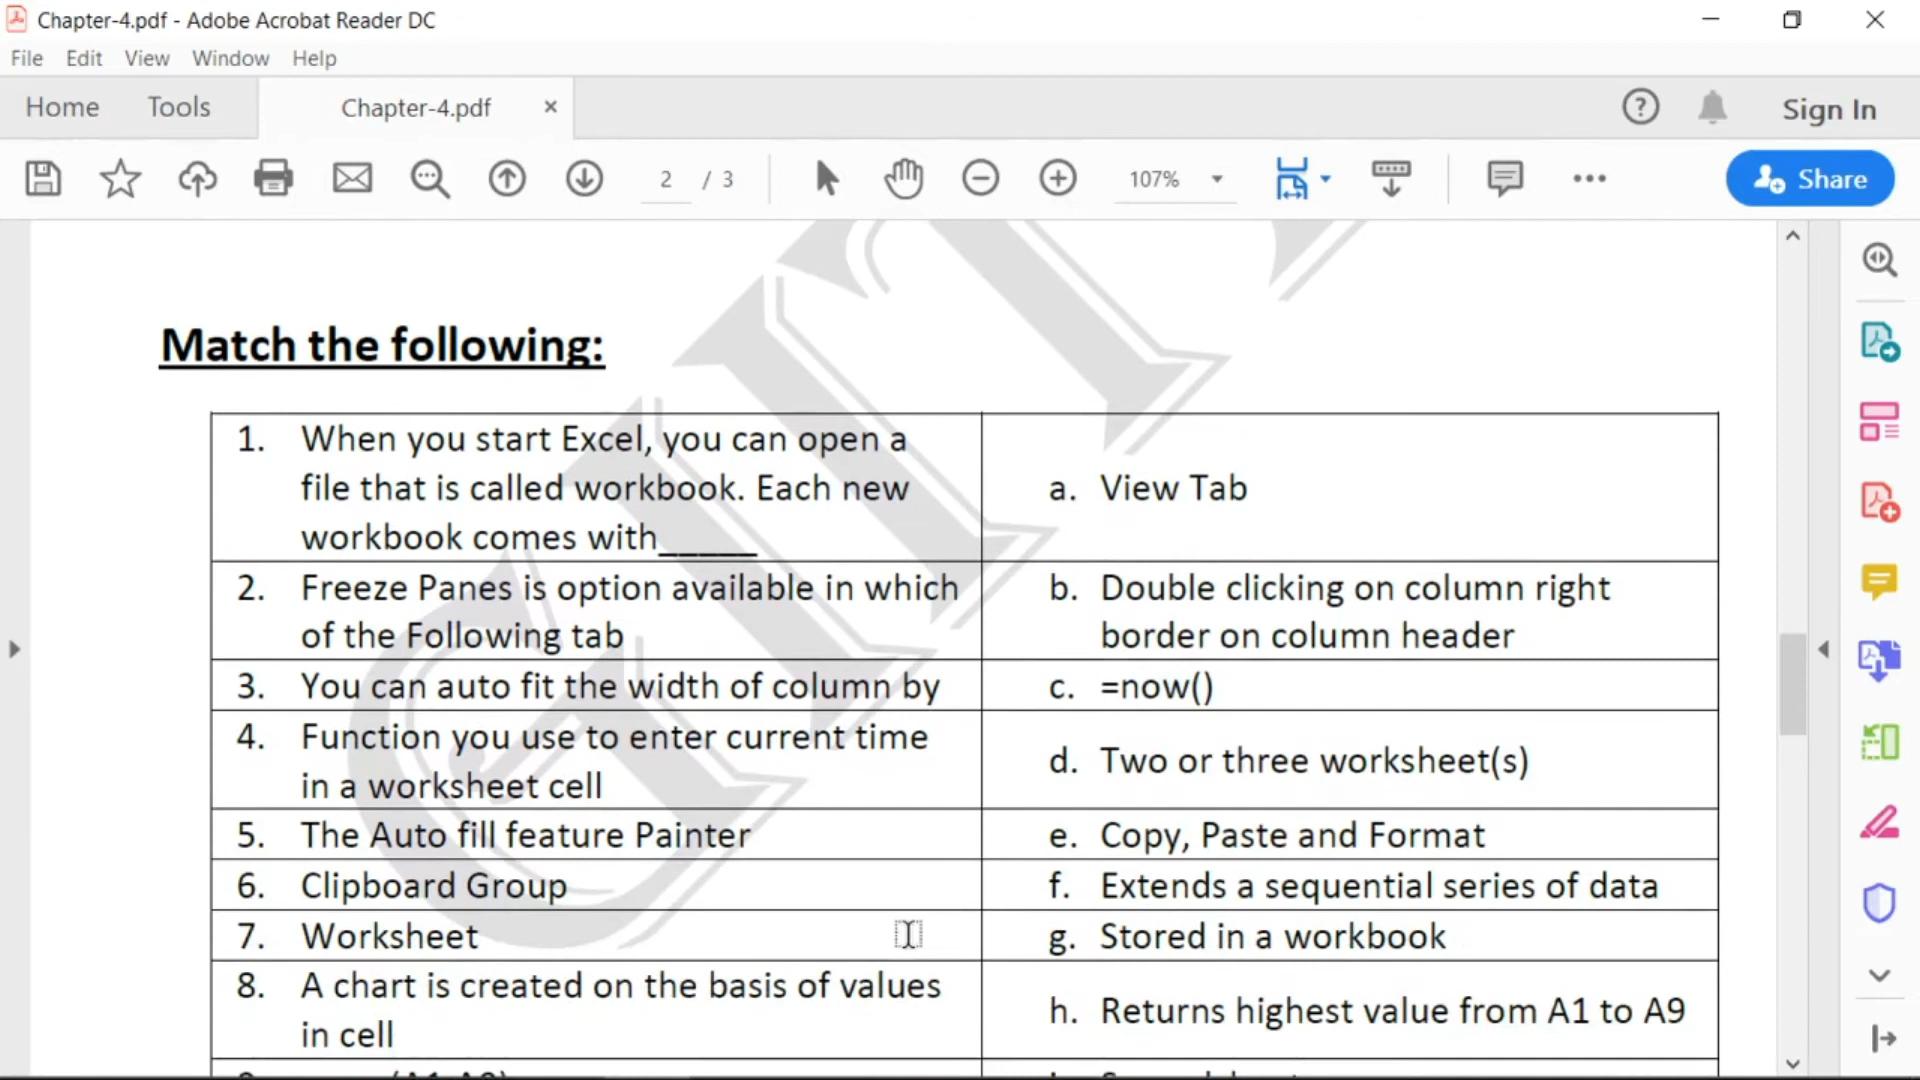 Chapter-4.pdf - Adobe Acrobat Reader DC
File Edit View Window Help
Home Tools Chapter-4.pdf × Sign In
2 / 3 107% Share
Match the following:
1. When you start Excel, you can open a
file that is called workbook. Each new
workbook comes with_____
a. View Tab
2. Freeze Panes is option available in which
of the Following tab
b. Double clicking on column right
border on column header
3. You can auto fit the width of column by
c. =now()
4. Function you use to enter current time
in a worksheet cell
d. Two or three worksheet(s)
5. The Auto fill feature Painter
e. Copy, Paste and Format
6. Clipboard Group
f. Extends a sequential series of data
7. Worksheet
g. Stored in a workbook
8. A chart is created on the basis of values
in cell
h. Returns highest value from A1 to A9